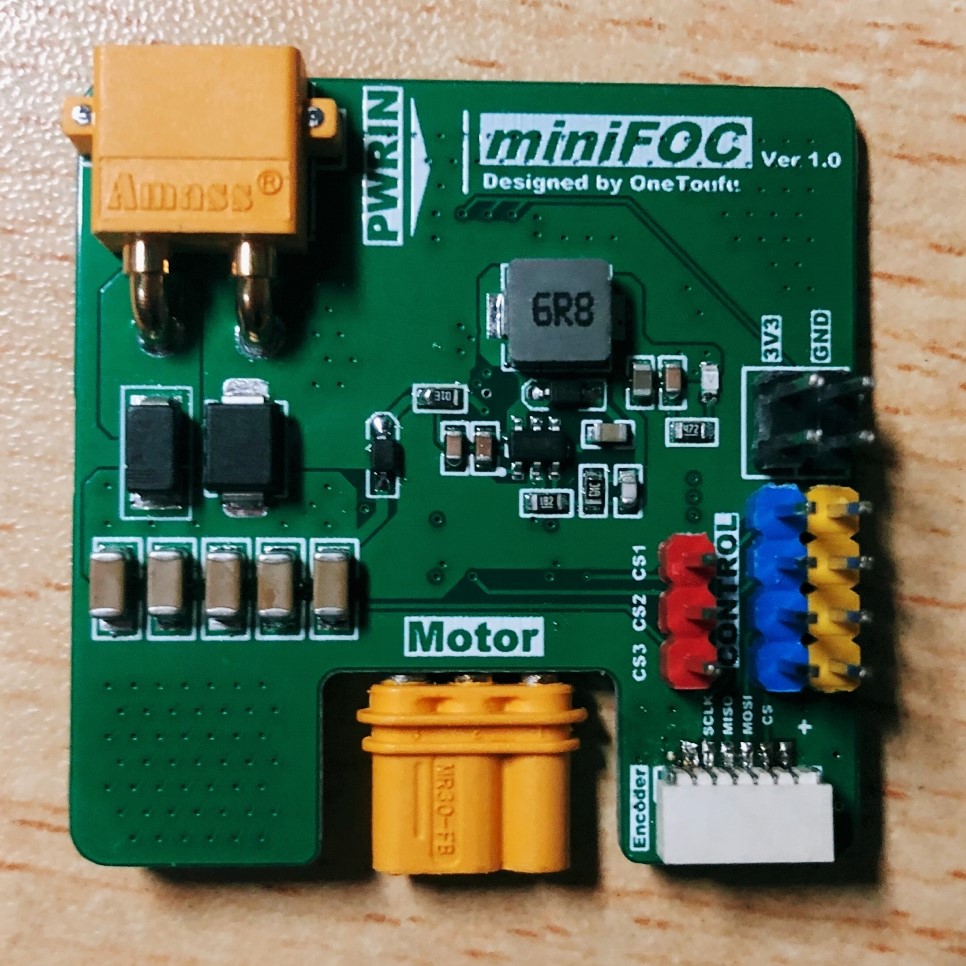 Amass®
PWRIN
miniFOC
Ver 1.0
Designed by OneToufu
6R8
3V3
GND
472
CS1
CS2
CS3
CONTROL
Motor
SCLK
MISO
MOSI
CS
+
Encoder
MR30-FB